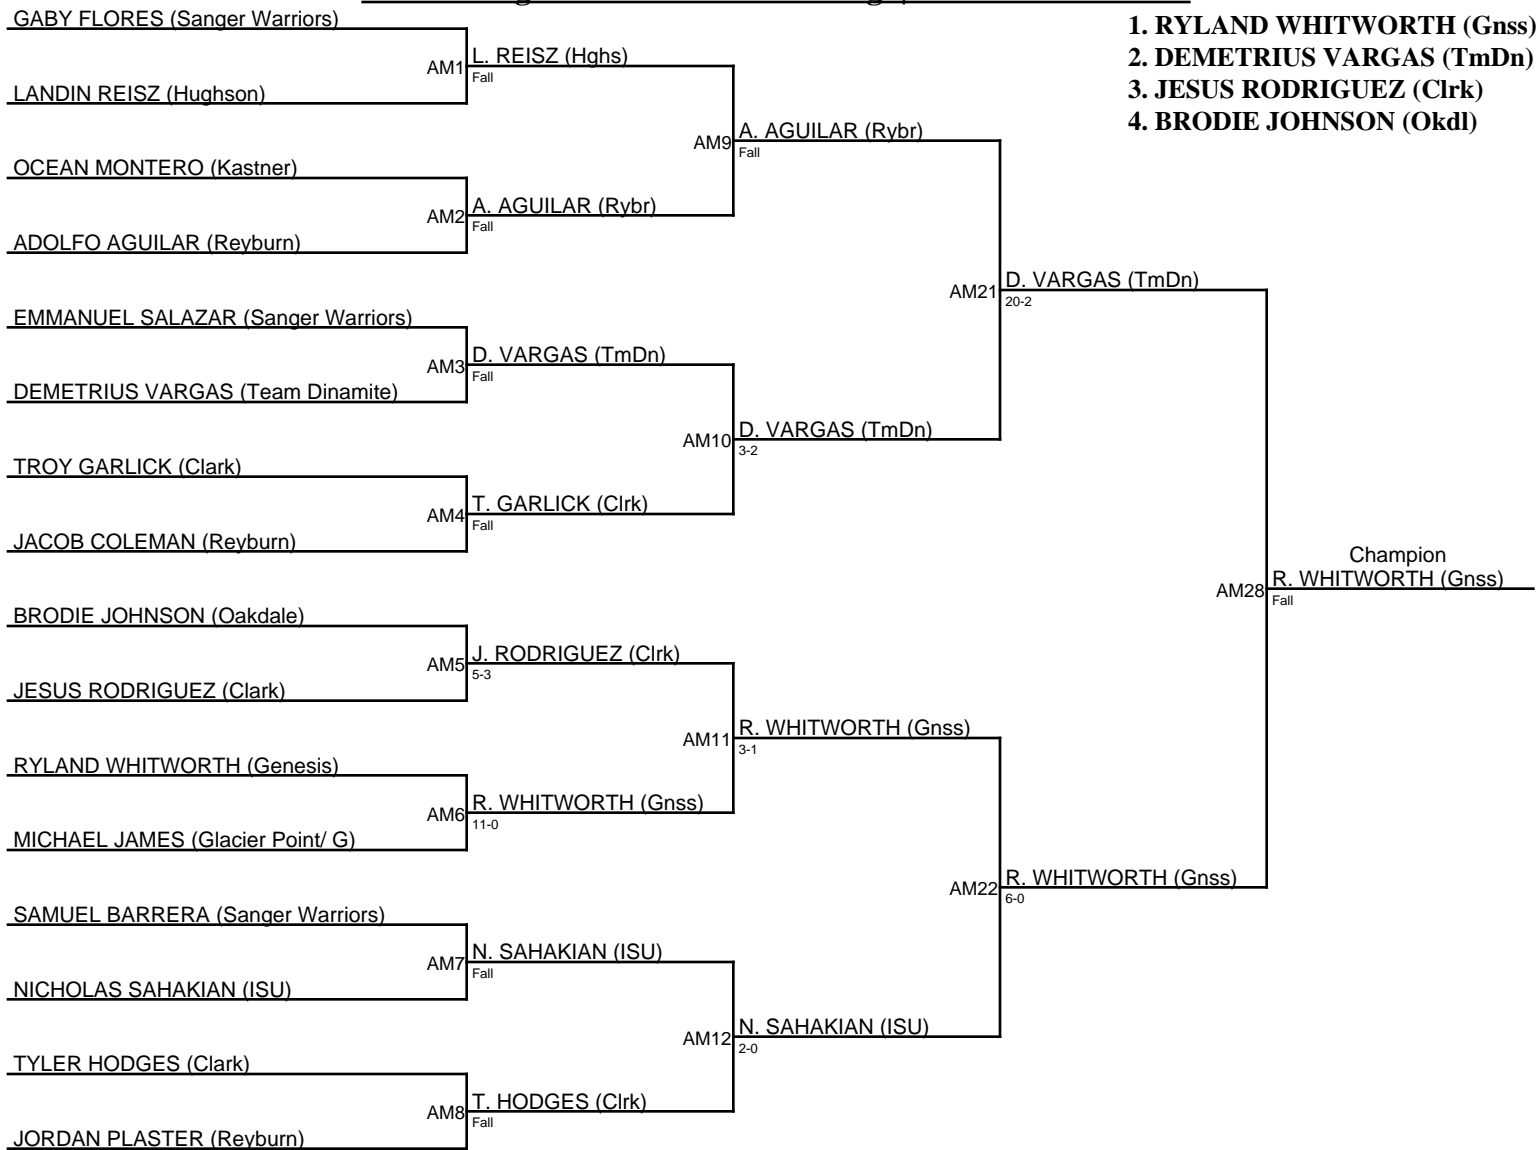 GABY FLORES (Sanger Warriors)
LANDIN REISZ (Hughson)
OCEAN MONTERO (Kastner)
ADOLFO AGUILAR (Reyburn)
EMMANUEL SALAZAR (Sanger Warriors)
DEMETRIUS VARGAS (Team Dinamite)
TROY GARLICK (Clark)
JACOB COLEMAN (Reyburn)
BRODIE JOHNSON (Oakdale)
JESUS RODRIGUEZ (Clark)
RYLAND WHITWORTH (Genesis)
MICHAEL JAMES (Glacier Point/ G)
SAMUEL BARRERA (Sanger Warriors)
NICHOLAS SAHAKIAN (ISU)
TYLER HODGES (Clark)
JORDAN PLASTER (Reyburn)
AM1 L. REISZ (Hghs)
Fall
AM2 A. AGUILAR (Rybr)
Fall
AM3 D. VARGAS (TmDn)
Fall
AM4 T. GARLICK (Clrk)
Fall
AM5 J. RODRIGUEZ (Clrk)
5-3
AM6 R. WHITWORTH (Gnss)
11-0
AM7 N. SAHAKIAN (ISU)
Fall
AM8 T. HODGES (Clrk)
Fall
AM9 A. AGUILAR (Rybr)
Fall
AM10 D. VARGAS (TmDn)
3-2
AM11 R. WHITWORTH (Gnss)
3-1
AM12 N. SAHAKIAN (ISU)
2-0
AM21 D. VARGAS (TmDn)
20-2
AM22 R. WHITWORTH (Gnss)
6-0
Champion
AM28 R. WHITWORTH (Gnss)
Fall
1. RYLAND WHITWORTH (Gnss)
2. DEMETRIUS VARGAS (TmDn)
3. JESUS RODRIGUEZ (Clrk)
4. BRODIE JOHNSON (Okdl)